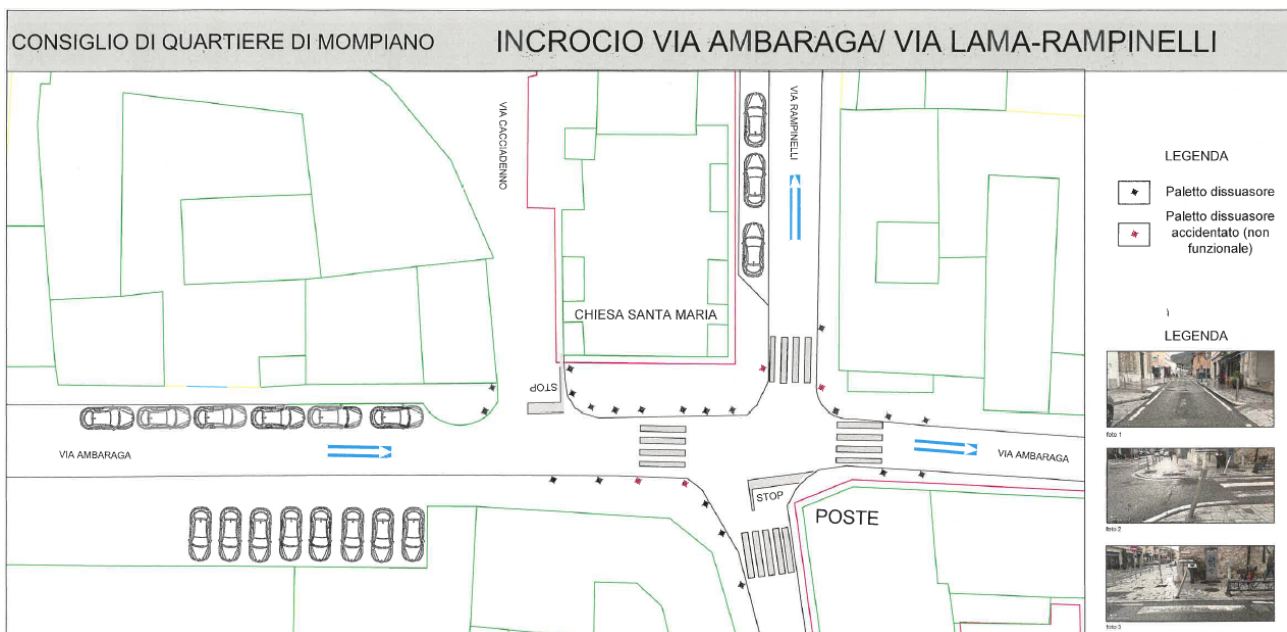 CONSIGLIO DI QUARTIERE DI MOMPIANO
INCROCIO VIA AMBARAGA/ VIA LAMA-RAMPINELLI
VIA CACCIADENNO
VIA RAMPINELLI
CHIESA SANTA MARIA
STOP
VIA AMBARAGA
VIA AMBARAGA
STOP
POSTE
LEGENDA
Paletto dissuasore
Paletto dissuasore
accidentato (non
funzionale)
LEGENDA
foto 1
foto 2
foto 3